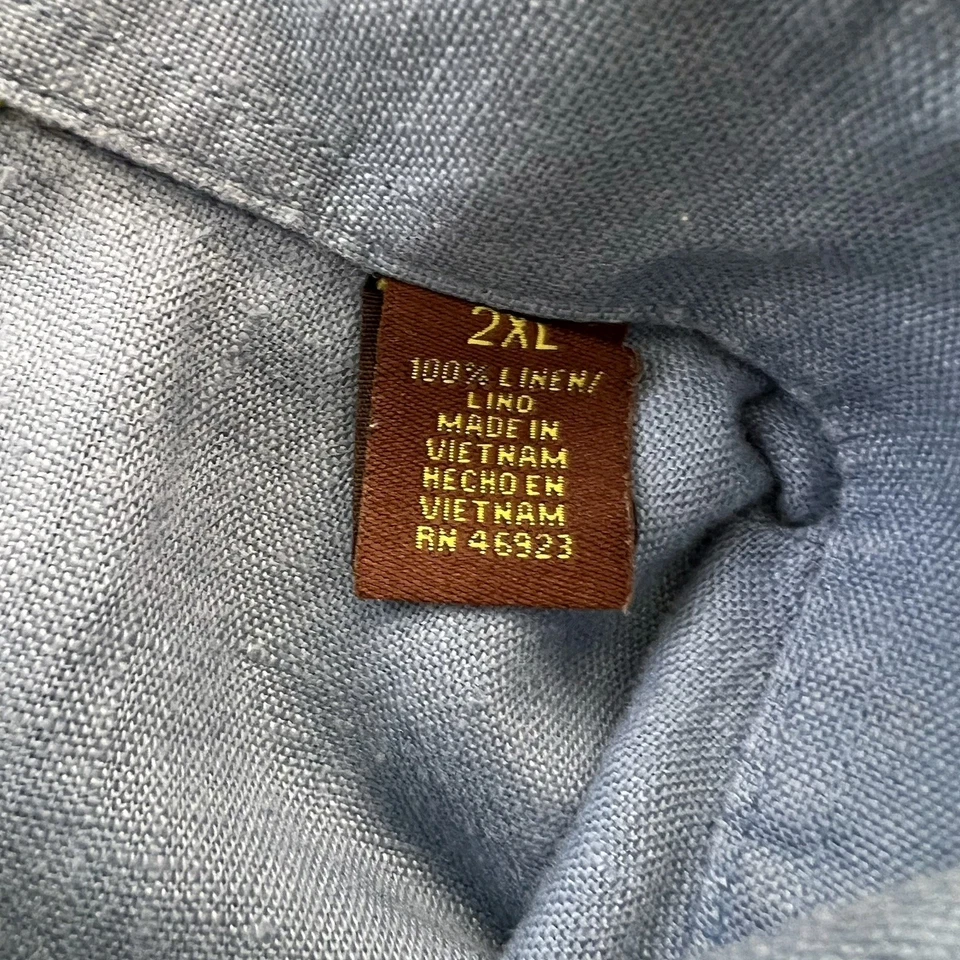 2XL
100% LINEN/
LINO
MADE IN
VIETNAM
HECHO EN
VIETNAM
RN 46923